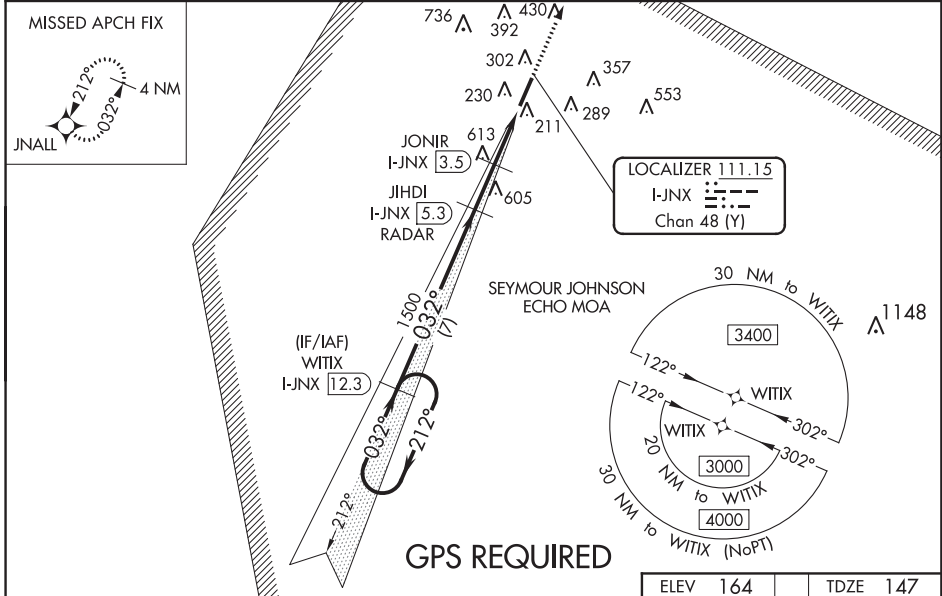 MISSED APCH FIX
212°
032°
4 NM
JNALL
736
392
430
302
357
230
289
553
211
613
605
JONIR
I-JNX 3.5
JIHDI
I-JNX 5.3
RADAR
LOCALIZER 111.15
I-JNX
Chan 48 (Y)
1500
032°
(7)
SEYMOUR JOHNSON
ECHO MOA
(IF/IAF)
WITIX
I-JNX 12.3
032°
212°
212°
30 NM to WITIX
3400
1148
122°
WITIX
302°
122°
WITIX
302°
3000
20 NM to WITIX
4000
30 NM to WITIX (NoPT)
GPS REQUIRED
ELEV 164
TDZE 147